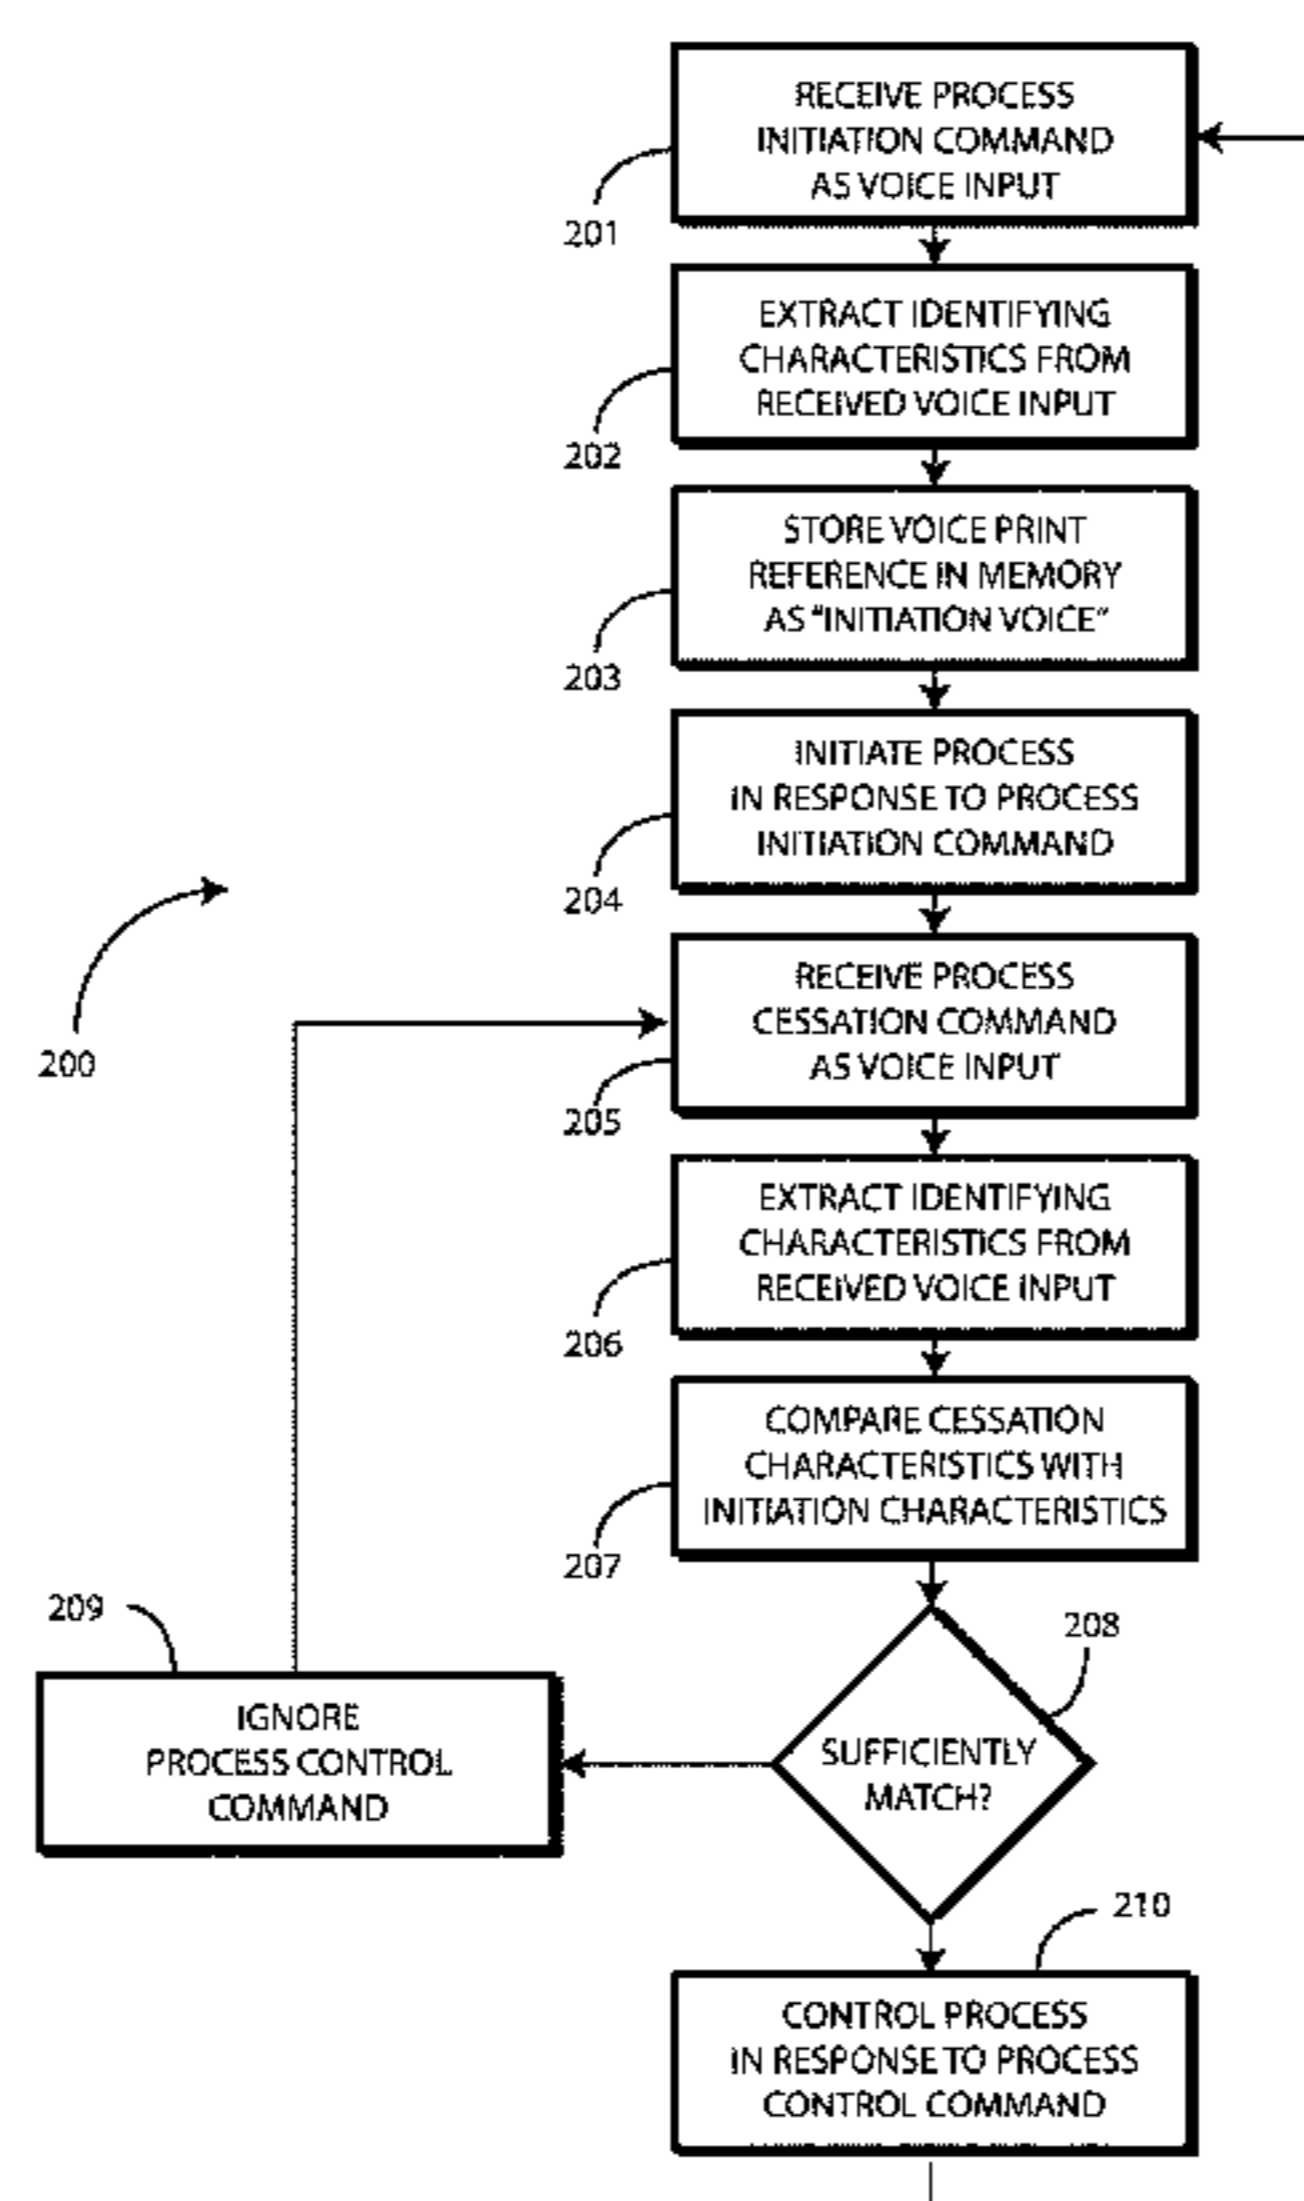 RECEIVE PROCESS
INITIATION COMMAND
AS VOICE INPUT
201
EXTRACT IDENTIFYING
CHARACTERISTICS FROM
RECEIVED VOICE INPUT
202
STORE VOICE PRINT
REFERENCE IN MEMORY
AS "INITIATION VOICE"
203
INITIATE PROCESS
IN RESPONSE TO PROCESS
INITIATION COMMAND
204
200
RECEIVE PROCESS
CESSATION COMMAND
AS VOICE INPUT
205
EXTRACT IDENTIFYING
CHARACTERISTICS FROM
RECEIVED VOICE INPUT
206
COMPARE CESSATION
CHARACTERISTICS WITH
INITIATION CHARACTERISTICS
207
208
SUFFICIENTLY
MATCH?
209
IGNORE
PROCESS CONTROL
COMMAND
210
CONTROL PROCESS
IN RESPONSE TO PROCESS
CONTROL COMMAND